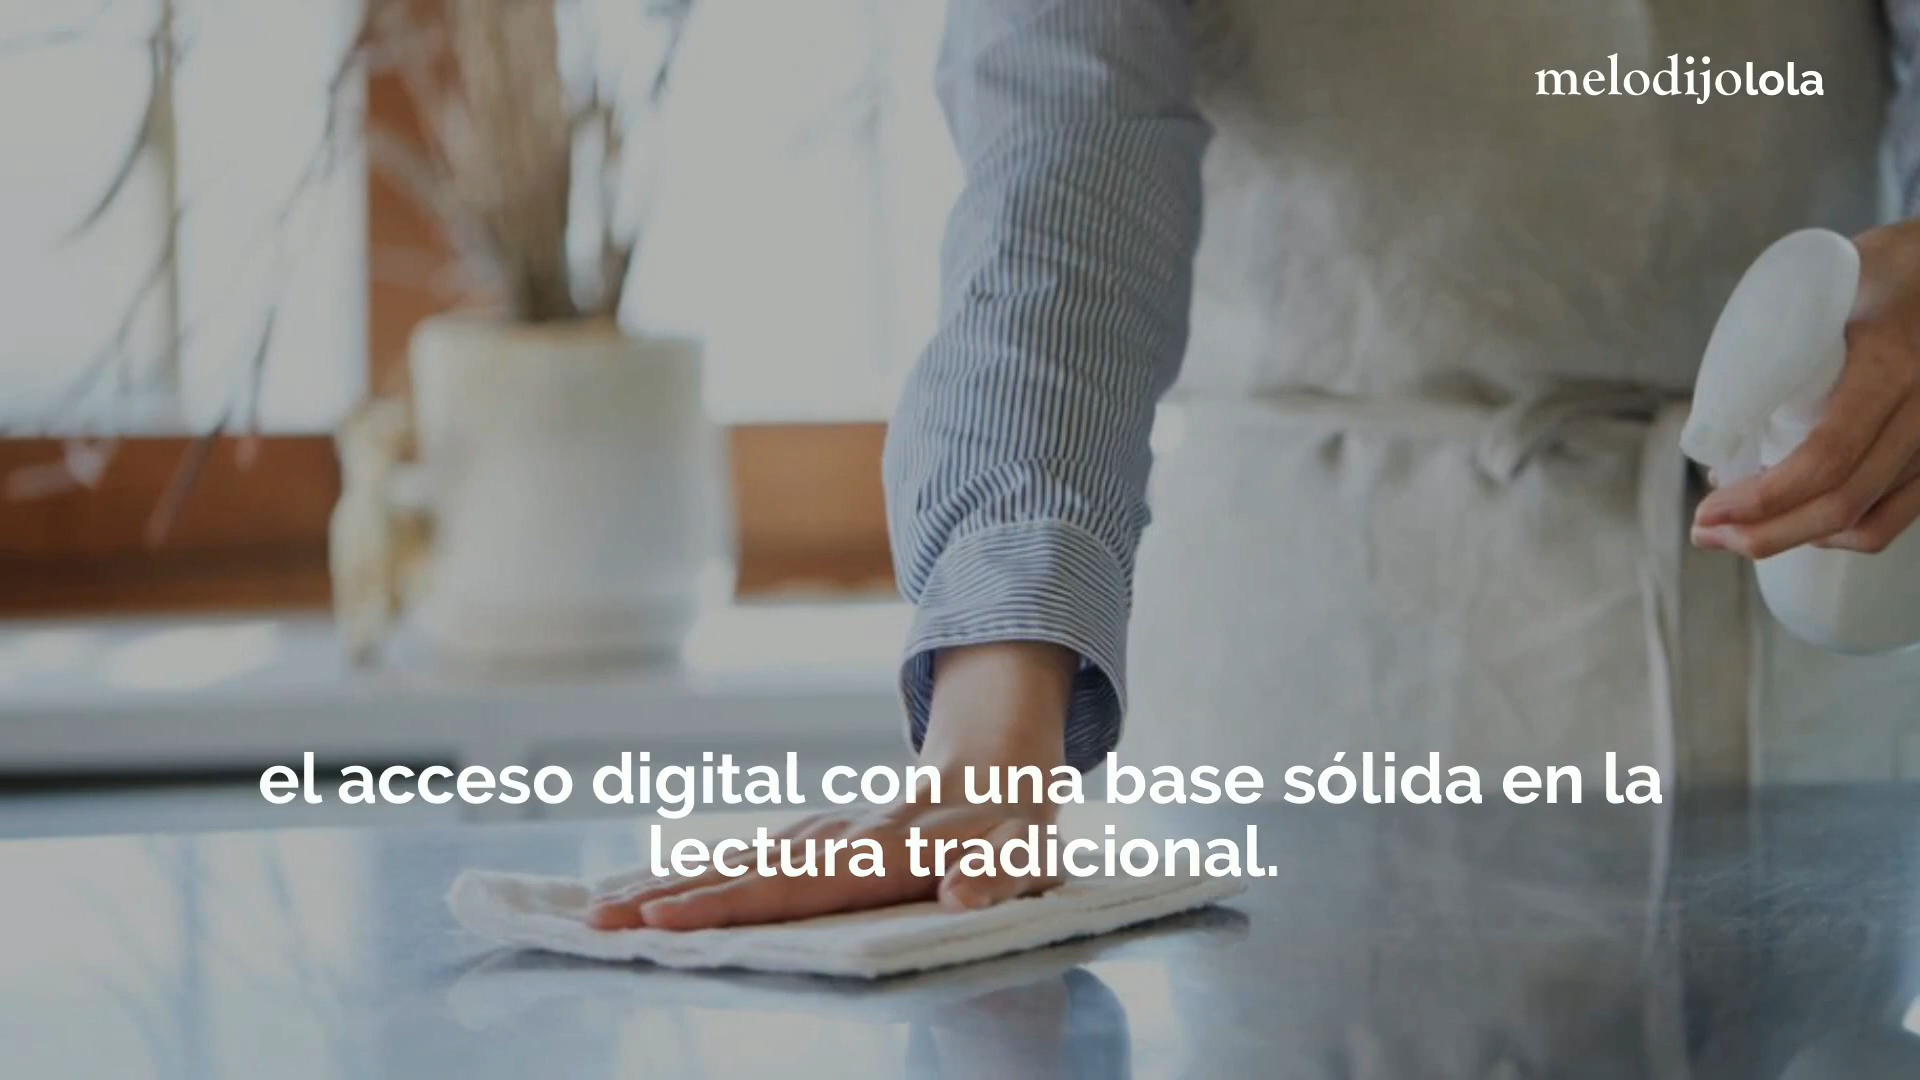 melodijolola
el acceso digital con una base sólida en la
lectura tradicional.